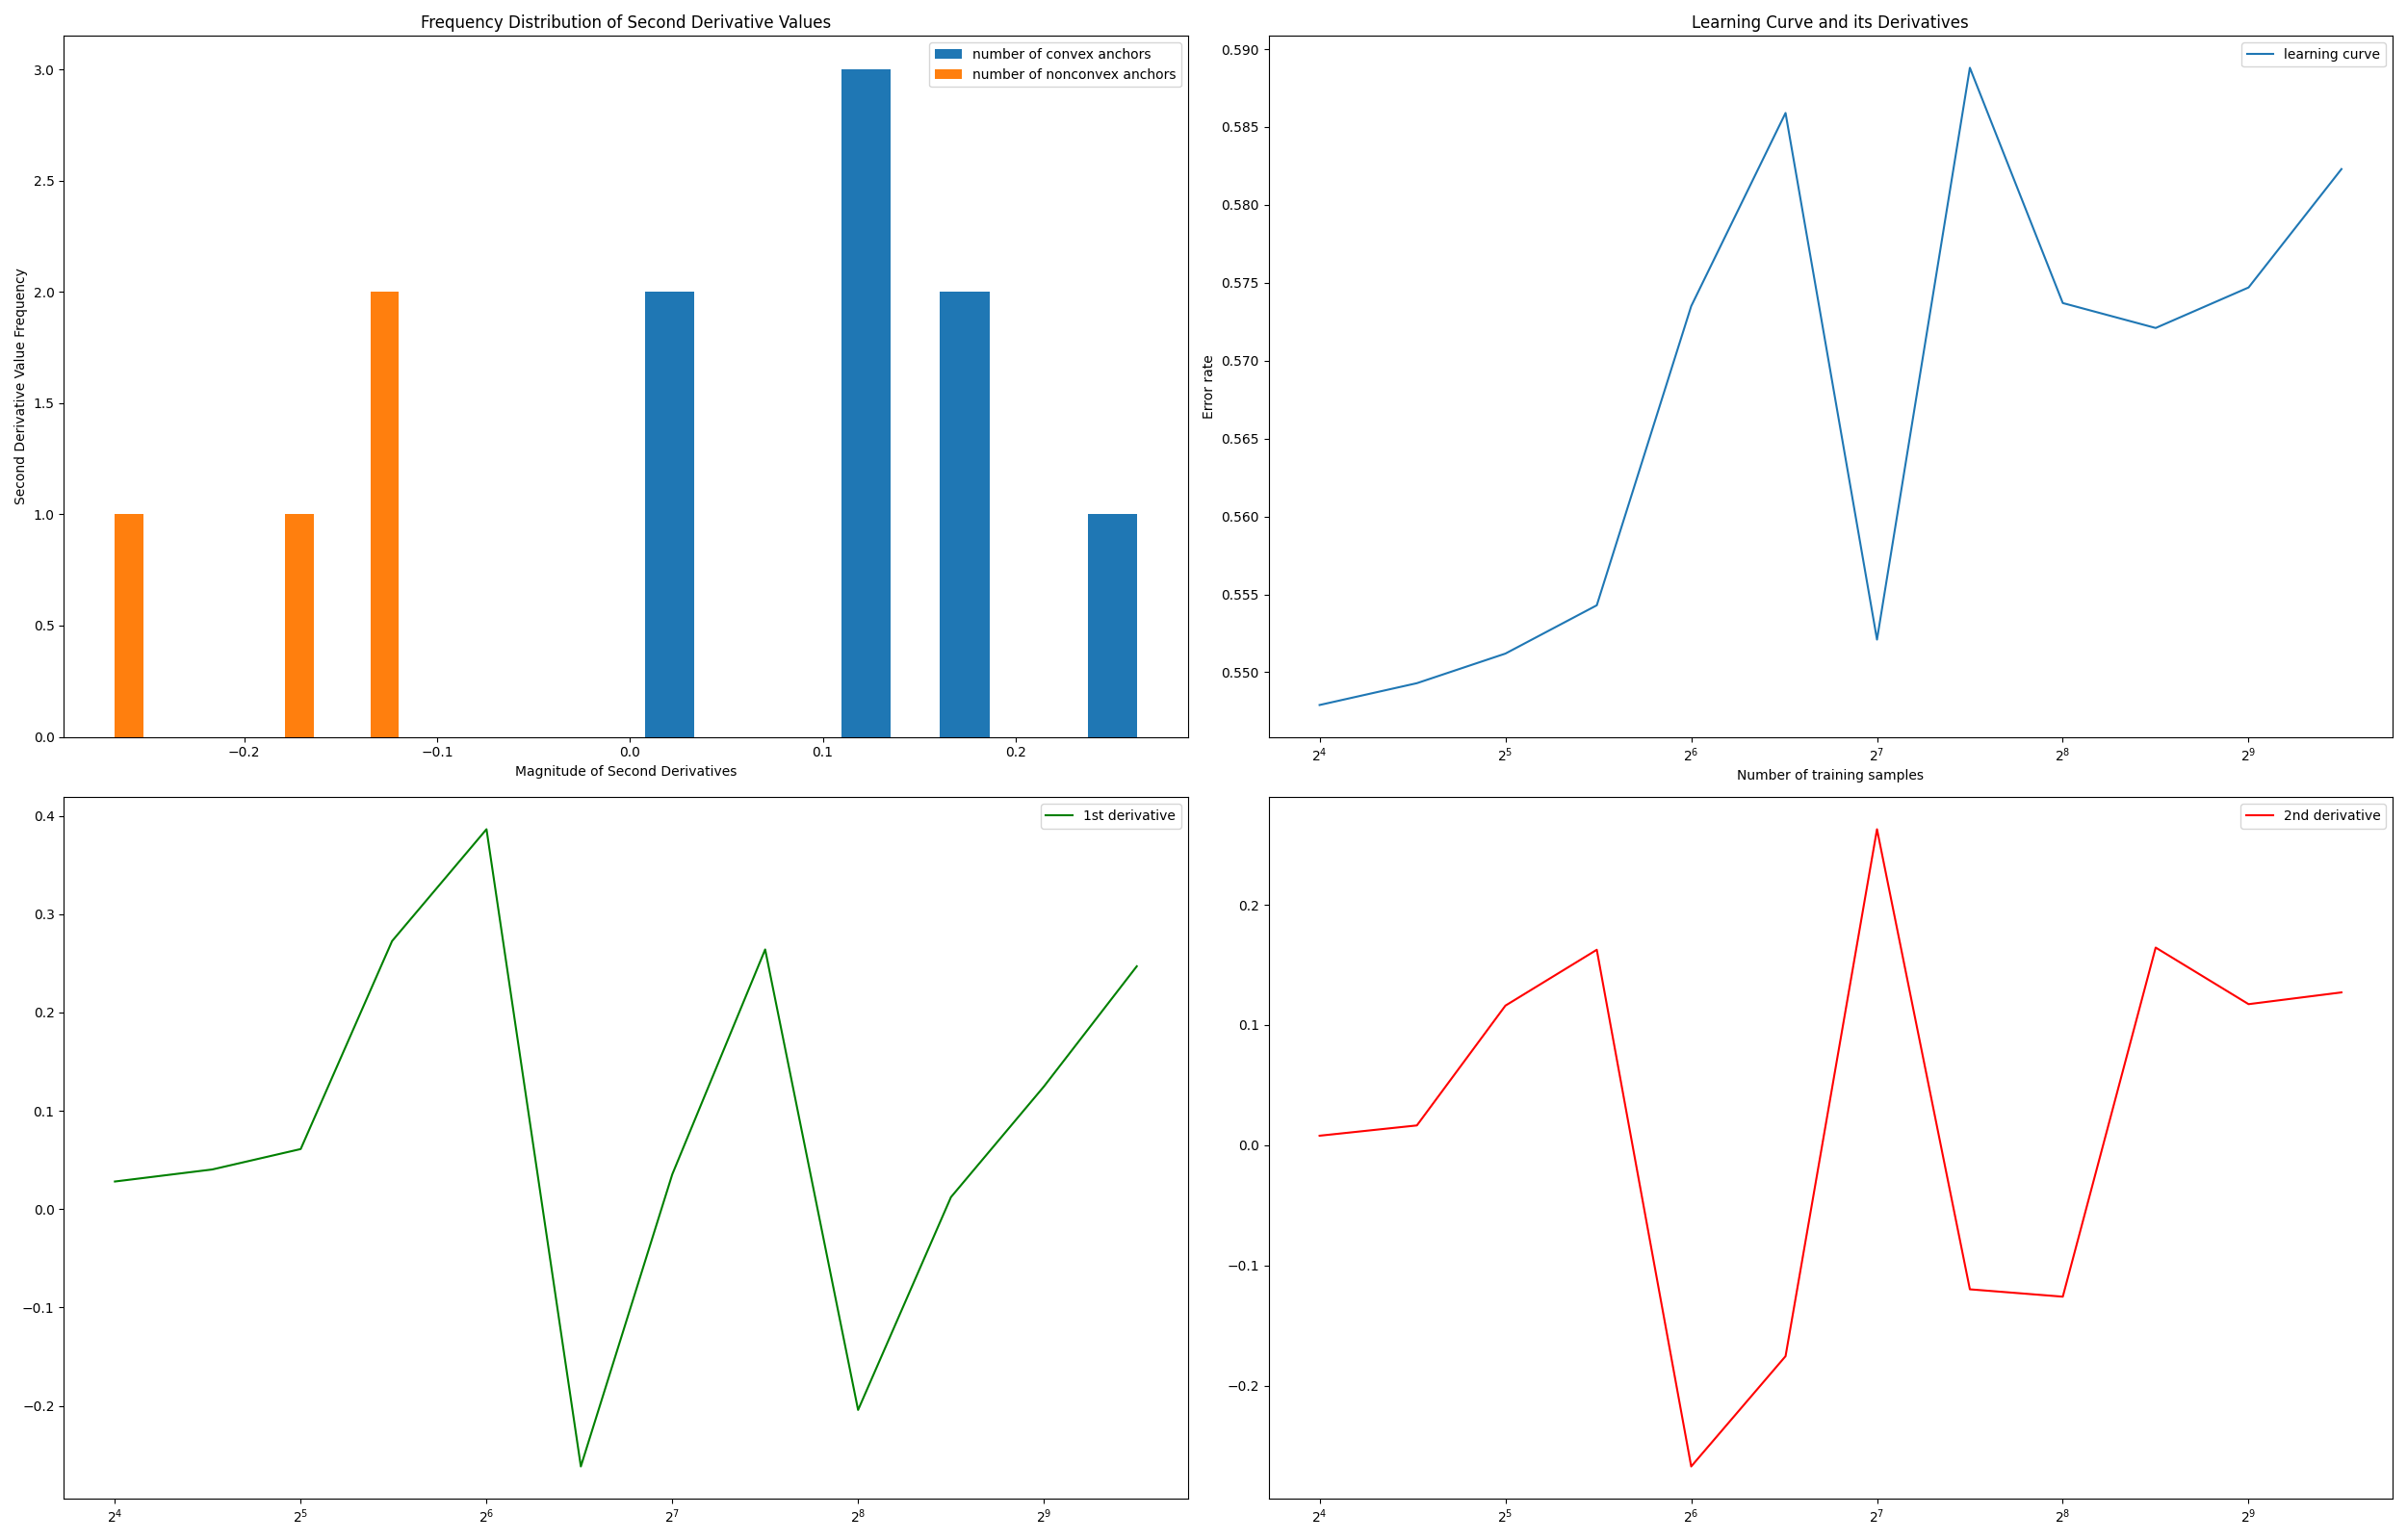 Frequency Distribution of Second Derivative Values
number of convex anchors
number of nonconvex anchors
3.0
2.5
2.0
1.5
1.0
0.5
0.0
Second Derivative Value Frequency
−0.2 −0.1 0.0 0.1 0.2
Magnitude of Second Derivatives
Learning Curve and its Derivatives
learning curve
0.590
0.585
0.580
0.575
0.570
0.565
0.560
0.555
0.550
Error rate
2⁴ 2⁵ 2⁶ 2⁷ 2⁸ 2⁹
Number of training samples
1st derivative
0.4
0.3
0.2
0.1
0.0
−0.1
−0.2
2⁴ 2⁵ 2⁶ 2⁷ 2⁸ 2⁹
2nd derivative
0.2
0.1
0.0
−0.1
−0.2
2⁴ 2⁵ 2⁶ 2⁷ 2⁸ 2⁹